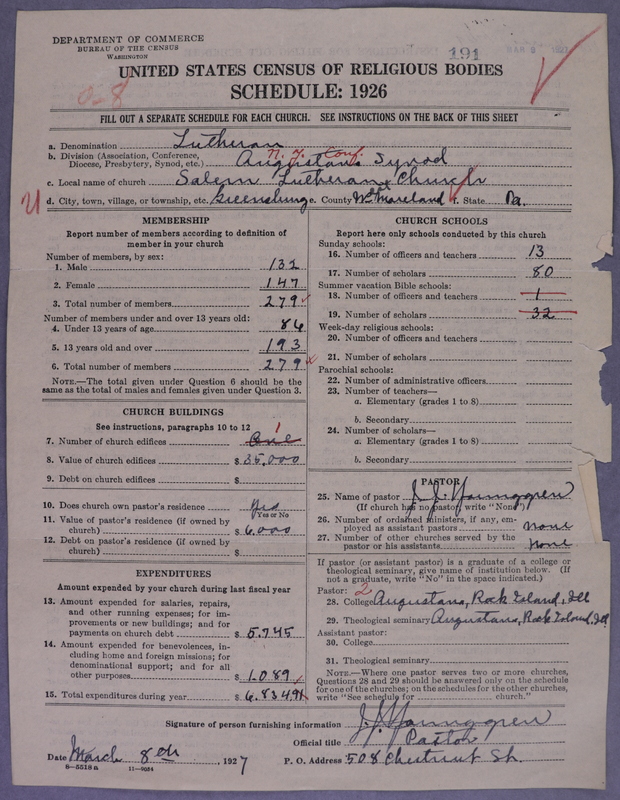 DEPARTMENT OF COMMERCE
BUREAU OF THE CENSUS
WASHINGTON
191
MAR 9 1927
UNITED STATES CENSUS OF RELIGIOUS BODIES
SCHEDULE: 1926
FILL OUT A SEPARATE SCHEDULE FOR EACH CHURCH. SEE INSTRUCTIONS ON THE BACK OF THIS SHEET
a. Denomination Lutheran
b. Division (Association, Conference, Diocese, Presbytery, Synod, etc.) Augustana Synod
N. Y. Conf.
c. Local name of church Salem Lutheran Church
d. City, town, village, or township, etc. Greensburg e. County Westmoreland f. State Pa.
MEMBERSHIP
Report number of members according to definition of
member in your church
Number of members, by sex:
1. Male 132
2. Female 147
3. Total number of members 279
Number of members under and over 13 years old:
4. Under 13 years of age 86
5. 13 years old and over 193
6. Total number of members 279
NOTE.—The total given under Question 6 should be
the same as the total of males and females given under Question 3.
CHURCH BUILDINGS
See instructions, paragraphs 10 to 12
7. Number of church edifices One 1
8. Value of church edifices $ 35,000
9. Debt on church edifices $
10. Does church own pastor's residence? Yes
Yes or No
11. Value of pastor's residence (if owned by
church) $ 6,000
12. Debt on pastor's residence (if owned by
church) $
EXPENDITURES
Amount expended by your church during last fiscal year
13. Amount expended for salaries, repairs,
and other running expenses; for im-
provements or new buildings; and for
payments on church debt $ 5,745
14. Amount expended for benevolences, in-
cluding home and foreign missions; for
denominational support; and for all
other purposes 1,089
15. Total expenditures during year $ 6,834.91
CHURCH SCHOOLS
Report here only schools conducted by this church
Sunday schools:
16. Number of officers and teachers 13
17. Number of scholars 80
Summer vacation Bible schools:
18. Number of officers and teachers 1
19. Number of scholars 32
Week-day religious schools:
20. Number of officers and teachers
21. Number of scholars
Parochial schools:
22. Number of administrative officers
23. Number of teachers—
a. Elementary (grades 1 to 8)
b. Secondary
24. Number of scholars—
a. Elementary (grades 1 to 8)
b. Secondary
PASTOR
25. Name of pastor J. J. Younggren
(If church has no pastor, write "None")
26. Number of ordained ministers, if any, em-
ployed as assistant pastors none
27. Number of other churches served by the
pastor or his assistants none
If pastor (or assistant pastor) is a graduate of a college or
theological seminary, give name of institution below. (If
not a graduate, write "No" in the space indicated.)
Pastor: 2
28. College Augustana, Rock Island, Ill
29. Theological seminary Augustana, Rock Island, Ill.
Assistant pastor:
30. College
31. Theological seminary
NOTE.—Where one pastor serves two or more churches,
Questions 28 and 29 should be answered only on the schedule
for one of the churches; on the schedules for the other churches,
write "See schedule for church."
Signature of person furnishing information J. J. Younggren
Official title Pastor
Date March 8th, 1927 P. O. Address 508 Chestnut St.
6—5518a 11—9084